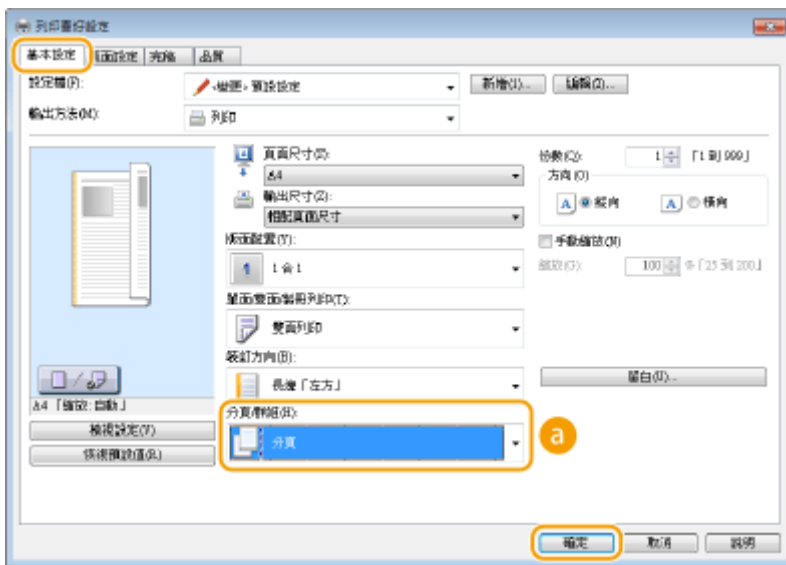 列印喜好設定
基本設定 頁面設定 完稿 品質
設定檔(F): <變更> 預設設定 新增(1)... 編輯(2)...
輸出方法(M): 列印
頁面尺寸(S):
A4
輸出尺寸(Z):
相配頁面尺寸
版面配置(Y):
1 合 1
單面/雙面/製冊列印(T):
雙面列印
裝訂方向(B):
長邊「左方」
分頁/群組(H):
分頁
a
份數(C): 1 「1 到 999」
方向(O)
A 縱向 A 橫向
手動縮放(N)
縮放(G): 100 % 「25 到 200」
留白(U)...
A4 「縮放: 自動」
檢視設定(V)
恢復預設值(R)
確定 取消 說明